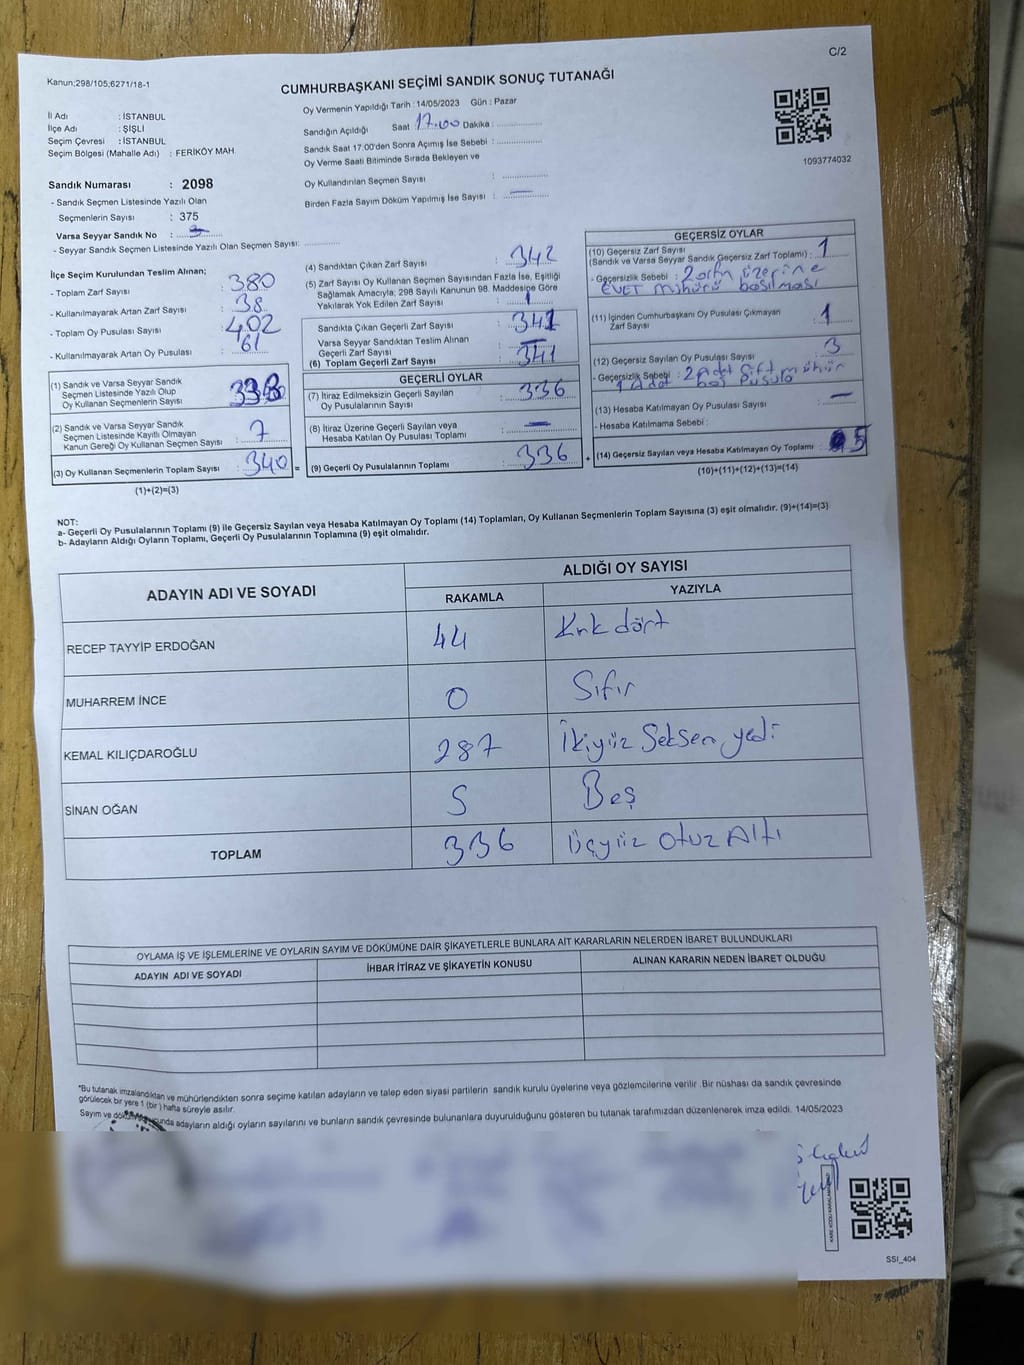 C/2
Kanun;298/105;6271/18-1
CUMHURBAŞKANI SEÇİMİ SANDIK SONUÇ TUTANAĞI
Oy Vermenin Yapıldığı Tarih : 14/05/2023 Gün : Pazar
İl Adı : İSTANBUL
İlçe Adı : ŞİŞLİ
Seçim Çevresi : İSTANBUL
Seçim Bölgesi (Mahalle Adı) : FERİKÖY MAH.
Sandık Numarası : 2098
- Sandık Seçmen Listesinde Yazılı Olan
Seçmenlerin Sayısı : 375
Varsa Seyyar Sandık No :
- Seyyar Sandık Seçmen Listesinde Yazılı Olan Seçmen Sayısı:
Sandığın Açıldığı Saat 17.00 Dakika :
Sandık Saat 17.00'den Sonra Açımış İse Sebebi :
Oy Verme Saati Bitiminde Sırada Bekleyen ve
Oy Kullandırılan Seçmen Sayısı :
Birden Fazla Sayım Döküm Yapılmış İse Sayısı : —
1093774032
İlçe Seçim Kurulundan Teslim Alınan;
- Toplam Zarf Sayısı : 380
- Kullanılmayarak Artan Zarf Sayısı : 38
- Toplam Oy Pusulası Sayısı : 402
- Kullanılmayarak Artan Oy Pusulası : 61
(1) Sandık ve Varsa Seyyar Sandık
Seçmen Listesinde Yazılı Olup
Oy Kullanan Seçmenlerin Sayısı :
(2) Sandık ve Varsa Seyyar Sandık
Seçmen Listesinde Kayıtlı Olmayan
Kanun Gereği Oy Kullanan Seçmen Sayısı : 7
(3) Oy Kullanan Seçmenlerin Toplam Sayısı : 340 =
(1)+(2)=(3)
(4) Sandıktan Çıkan Zarf Sayısı : 342
(5) Zarf Sayısı Oy Kullanan Seçmen Sayısından Fazla İse, Eşitliği
Sağlamak Amacıyla, 298 Sayılı Kanunun 98. Maddesine Göre
Yakılarak Yok Edilen Zarf Sayısı : 1
Sandıkta Çıkan Geçerli Zarf Sayısı : 341
Varsa Seyyar Sandıktan Teslim Alınan
Geçerli Zarf Sayısı : —
(6) Toplam Geçerli Zarf Sayısı : 341
GEÇERLİ OYLAR
(7) İtiraz Edilmeksizin Geçerli Sayılan
Oy Pusulalarının Sayısı : 336
(8) İtiraz Üzerine Geçerli Sayılan veya
Hesaba Katılan Oy Pusulası Toplamı : —
(9) Geçerli Oy Pusulalarının Toplamı : 336 +
GEÇERSİZ OYLAR
(10) Geçersiz Zarf Sayısı
(Sandık ve Varsa Seyyar Sandık Geçersiz Zarf Toplamı) : 1
- Geçersizlik Sebebi : Zarfın üzerine
EVET mühürü basılması
(11) İçinden Cumhurbaşkanı Oy Pusulası Çıkmayan
Zarf Sayısı : 1
(12) Geçersiz Sayılan Oy Pusulası Sayısı : 3
- Geçersizlik Sebebi : 2 Adet Çift mühür
1 Adet boş pusula
(13) Hesaba Katılmayan Oy Pusulası Sayısı : —
- Hesaba Katılmama Sebebi :
(14) Geçersiz Sayılan veya Hesaba Katılmayan Oy Toplamı : 5
(10)+(11)+(12)+(13)=(14)
NOT:
a- Geçerli Oy Pusulalarının Toplamı (9) ile Geçersiz Sayılan veya Hesaba Katılmayan Oy Toplamı (14) Toplamları, Oy Kullanan Seçmenlerin Toplam Sayısına (3) eşit olmalıdır. (9)+(14)=(3)
b- Adayların Aldığı Oyların Toplamı, Geçerli Oy Pusulalarının Toplamına (9) eşit olmalıdır.
ADAYIN ADI VE SOYADI
ALDIĞI OY SAYISI
RAKAMLA YAZIYLA
RECEP TAYYİP ERDOĞAN 44 Kırk dört
MUHARREM İNCE 0 Sıfır
KEMAL KILIÇDAROĞLU 287 İkiyüz Seksen yedi
SİNAN OĞAN 5 Beş
TOPLAM 336 Üçyüz Otuz Altı
OYLAMA İŞ VE İŞLEMLERİNE VE OYLARIN SAYIM VE DÖKÜMÜNE DAİR ŞİKAYETLERLE BUNLARA AİT KARARLARIN NELERDEN İBARET BULUNDUKLARI
ADAYIN ADI VE SOYADI İHBAR İTİRAZ VE ŞİKAYETİN KONUSU ALINAN KARARIN NEDEN İBARET OLDUĞU
*Bu tutanak imzalandıktan ve mühürlendikten sonra seçime katılan adayların ve talep eden siyasi partilerin sandık kurulu üyelerine veya gözlemcilerine verilir. Bir nüshası da sandık çevresinde
görülecek bir yere 1 (bir) hafta süreyle asılır.
Sayım ve adayların aldığı oyların sayılarını ve bunların sandık çevresinde bulunanlara duyurulduğunu gösteren bu tutanak tarafımızdan düzenlenerek imza edildi. 14/05/2023
SSI_404